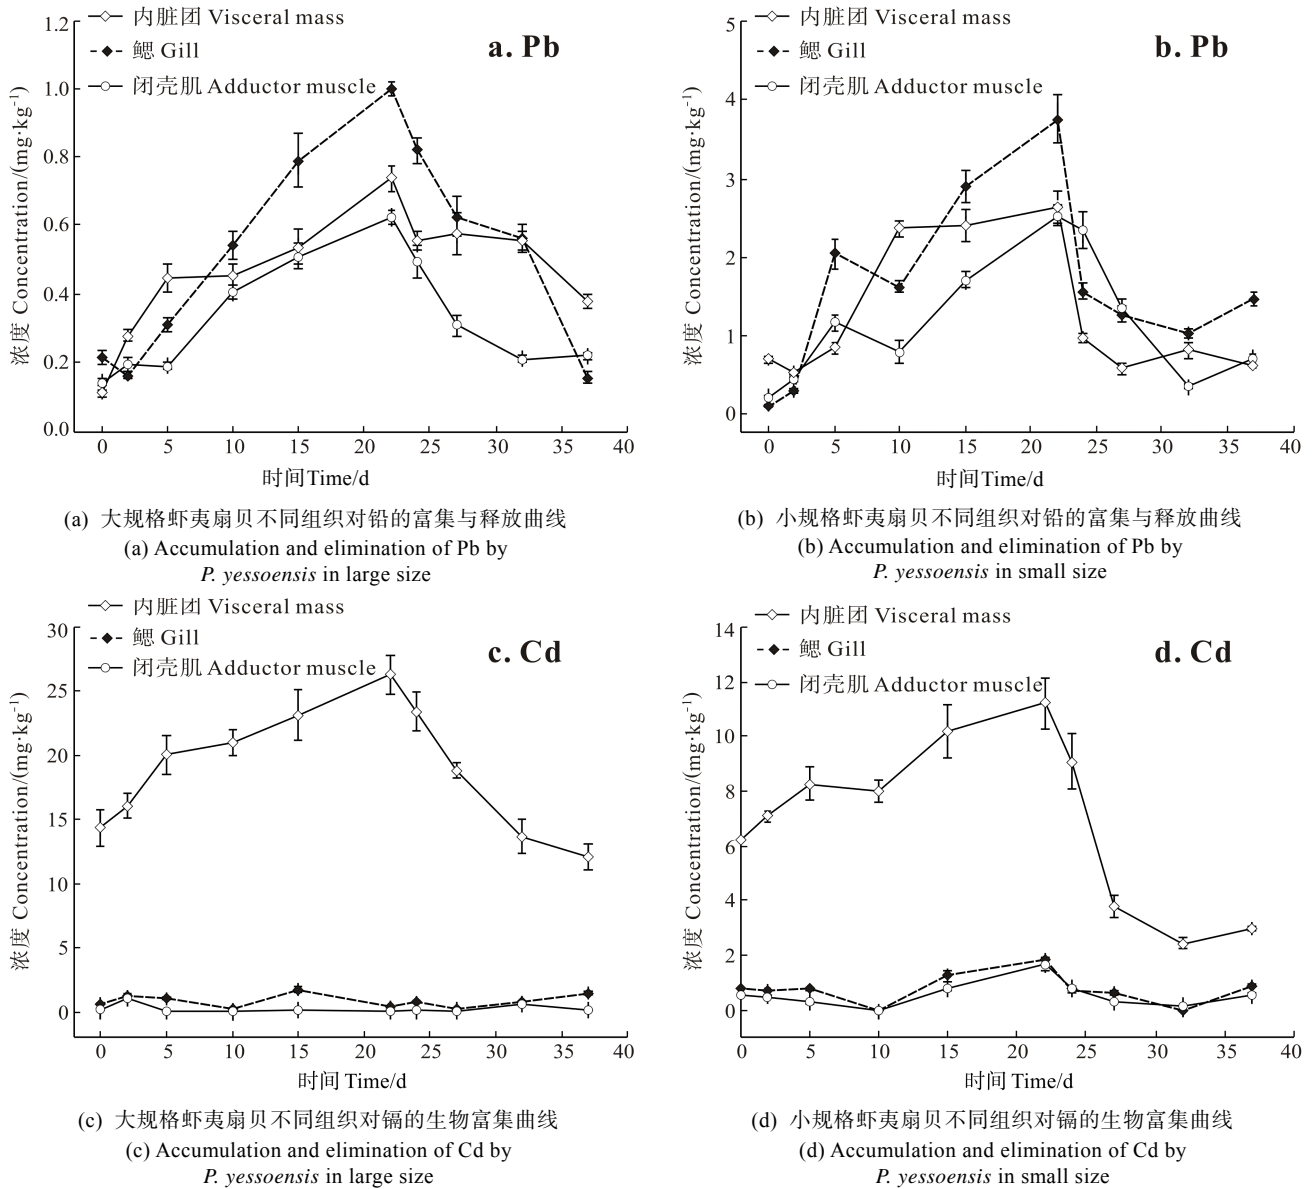 内脏团 Visceral mass
鳃 Gill
闭壳肌 Adductor muscle
a. Pb
浓度 Concentration/(mg·kg⁻¹)
1.2
1.0
0.8
0.6
0.4
0.2
0.0
0 5 10 15 20 25 30 35 40
时间Time/d
(a) 大规格虾夷扇贝不同组织对铅的富集与释放曲线
(a) Accumulation and elimination of Pb by
P. yessoensis in large size
内脏团 Visceral mass
鳃 Gill
闭壳肌 Adductor muscle
b. Pb
浓度 Concentration/(mg·kg⁻¹)
5
4
3
2
1
0
0 5 10 15 20 25 30 35 40
时间Time/d
(b) 小规格虾夷扇贝不同组织对铅的富集与释放曲线
(b) Accumulation and elimination of Pb by
P. yessoensis in small size
内脏团 Visceral mass
鳃 Gill
闭壳肌 Adductor muscle
c. Cd
浓度 Concentration/(mg·kg⁻¹)
30
25
20
15
10
5
0
0 5 10 15 20 25 30 35 40
时间 Time/d
(c) 大规格虾夷扇贝不同组织对镉的生物富集曲线
(c) Accumulation and elimination of Cd by
P. yessoensis in large size
内脏团 Visceral mass
鳃 Gill
闭壳肌 Adductor muscle
d. Cd
浓度 Concentration/(mg·kg⁻¹)
14
12
10
8
6
4
2
0
0 5 10 15 20 25 30 35 40
时间 Time/d
(d) 小规格虾夷扇贝不同组织对镉的生物富集曲线
(d) Accumulation and elimination of Cd by
P. yessoensis in small size